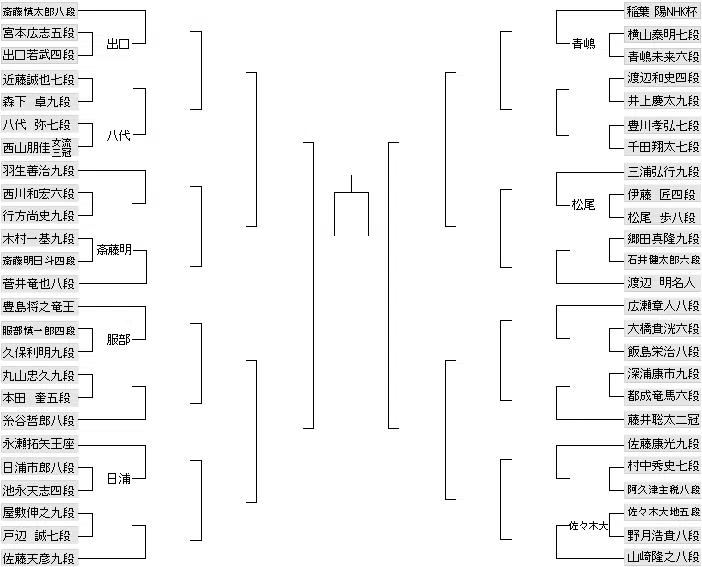 斎藤慎太郎八段
宮本広志五段
出口若武四段
出口
近藤誠也七段
森下 卓九段
八代 弥七段
八代
西山朋佳女流三冠
羽生善治九段
西川和宏六段
行方尚史九段
木村一基九段
斎藤明
斎藤明日斗四段
菅井竜也八段
豊島将之竜王
服部慎一郎四段
服部
久保利明九段
丸山忠久九段
本田 奎五段
糸谷哲郎八段
永瀬拓矢王座
日浦市郎八段
日浦
池永天志四段
屋敷伸之九段
戸辺 誠七段
佐藤天彦九段
稲葉 陽NHK杯
横山泰明七段
青嶋
青嶋未来六段
渡辺和史四段
井上慶太九段
豊川孝弘七段
千田翔太七段
三浦弘行九段
伊藤 匠四段
松尾
松尾 歩八段
郷田真隆九段
石井健太郎六段
渡辺 明名人
広瀬章人八段
大橋貴洸六段
飯島栄治八段
深浦康市九段
都成竜馬六段
藤井聡太二冠
佐藤康光九段
村中秀史七段
阿久津主税八段
佐々木大地五段
佐々木大
野月浩貴八段
山崎隆之八段